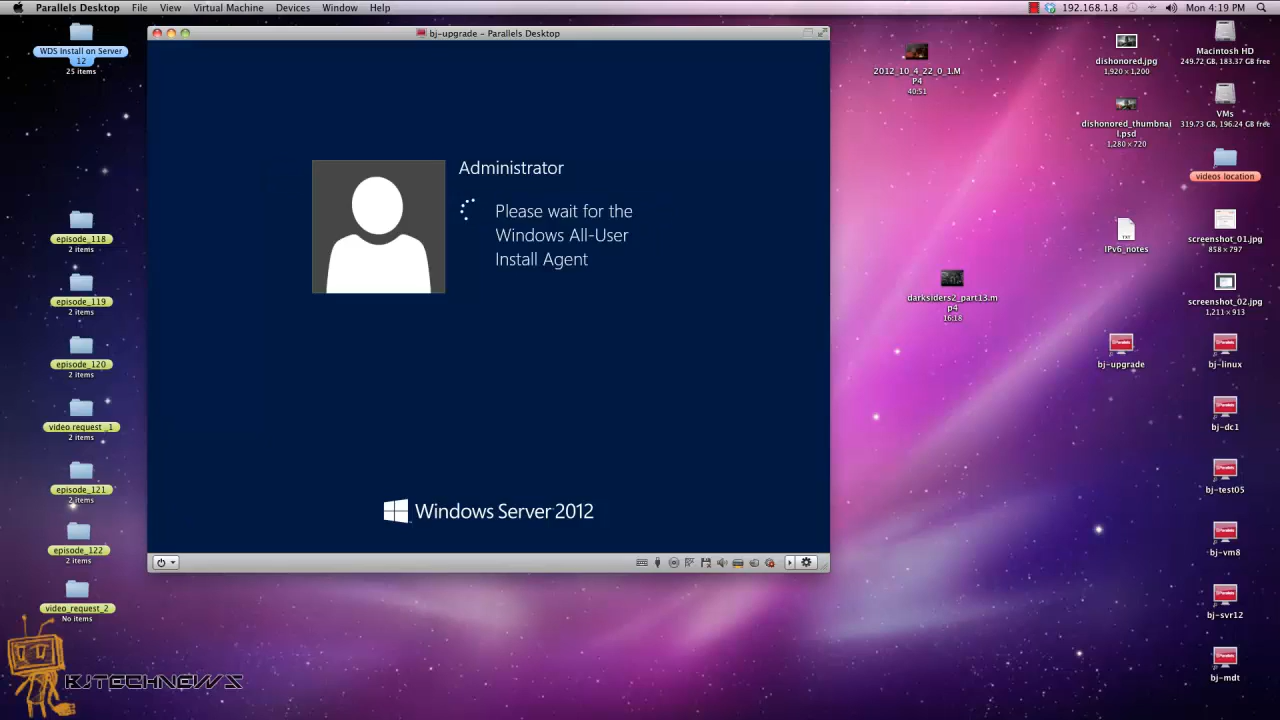 Parallels Desktop File View Virtual Machine Devices Window Help
192.168.1.8 Mon 4:19 PM
bj-upgrade - Parallels Desktop
Administrator
Please wait for the
Windows All-User
Install Agent
Windows Server 2012
WDS Install on Server
12
25 items
episode_118
2 items
episode_119
2 items
episode_120
2 items
video request _1
2 items
episode_121
2 items
episode_122
2 items
video_request_2
No items
BJTECHNEWS
2012_10_4_22_0_1.M
P4
40:51
darksiders2_part13.m
p4
16:18
dishonored.jpg
1,920 × 1,200
dishonored_thumbnai
l.psd
1,280 × 720
IPv6_notes
bj-upgrade
Macintosh HD
249.72 GB, 183.37 GB free
VMs
319.73 GB, 196.24 GB free
videos location
screenshot_01.jpg
858 × 797
screenshot_02.jpg
1,211 × 913
bj-linux
bj-dc1
bj-test05
bj-vm8
bj-svr12
bj-mdt